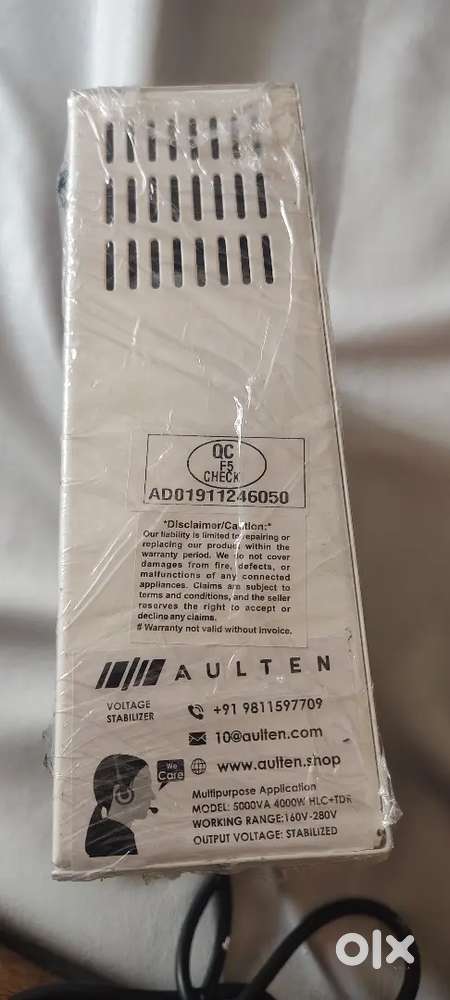 QC
F5
CHECK
AD01911246050
*Disclaimer/Caution:*
Our liability is limited to repairing or
replacing our product within the
warranty period. We do not cover
damages from fire, defects, or
malfunctions of any connected
appliances. Claims are subject to
terms and conditions, and the seller
reserves the right to accept or
decline any claims.
# Warranty not valid without invoice.
AULTEN
VOLTAGE
STABILIZER
+91 9811597709
10@aulten.com
We
Care
www.aulten.shop
Multipurpose Application
MODEL: 5000VA 4000W HLC+TDR
WORKING RANGE:160V-280V
OUTPUT VOLTAGE: STABILIZED
olx